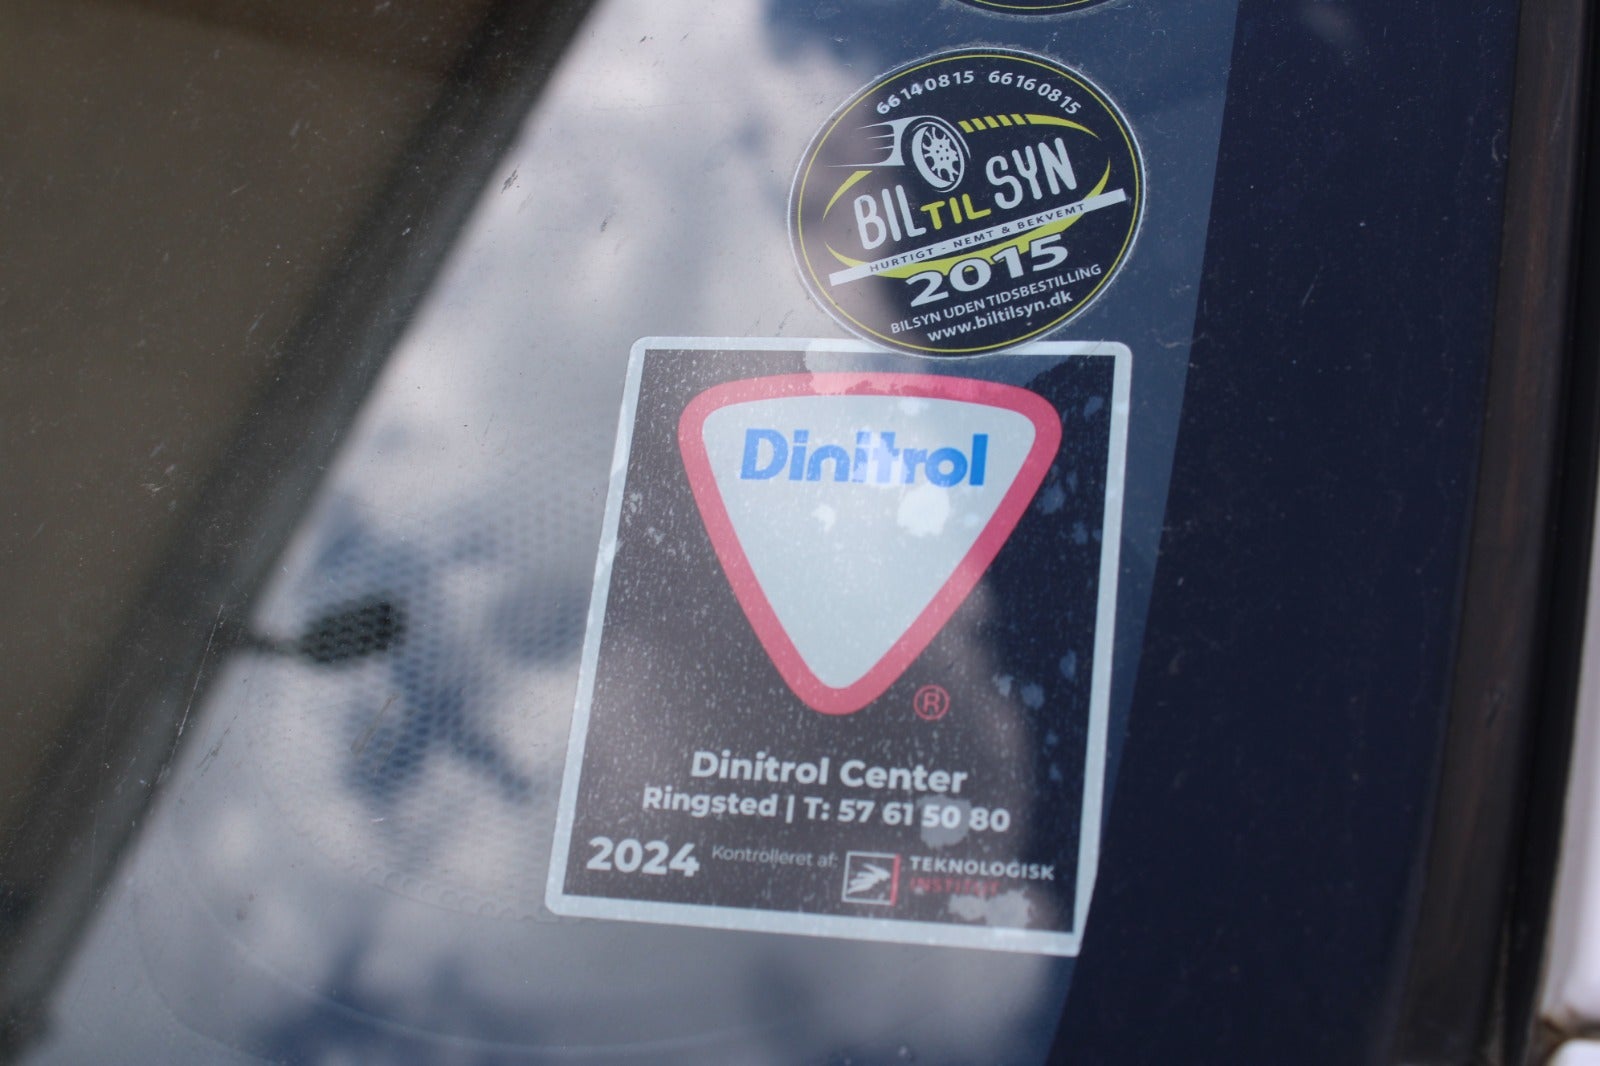 66140815 66160815
BIL TIL SYN
HURTIGT - NEMT & BEKVEMT
2015
BILSYN UDEN TIDSBESTILLING
www.biltilsyn.dk
Dinitrol
®
Dinitrol Center
Ringsted | T: 57 61 50 80
2024 Kontrolleret af: TEKNOLOGISK
INSTITUT